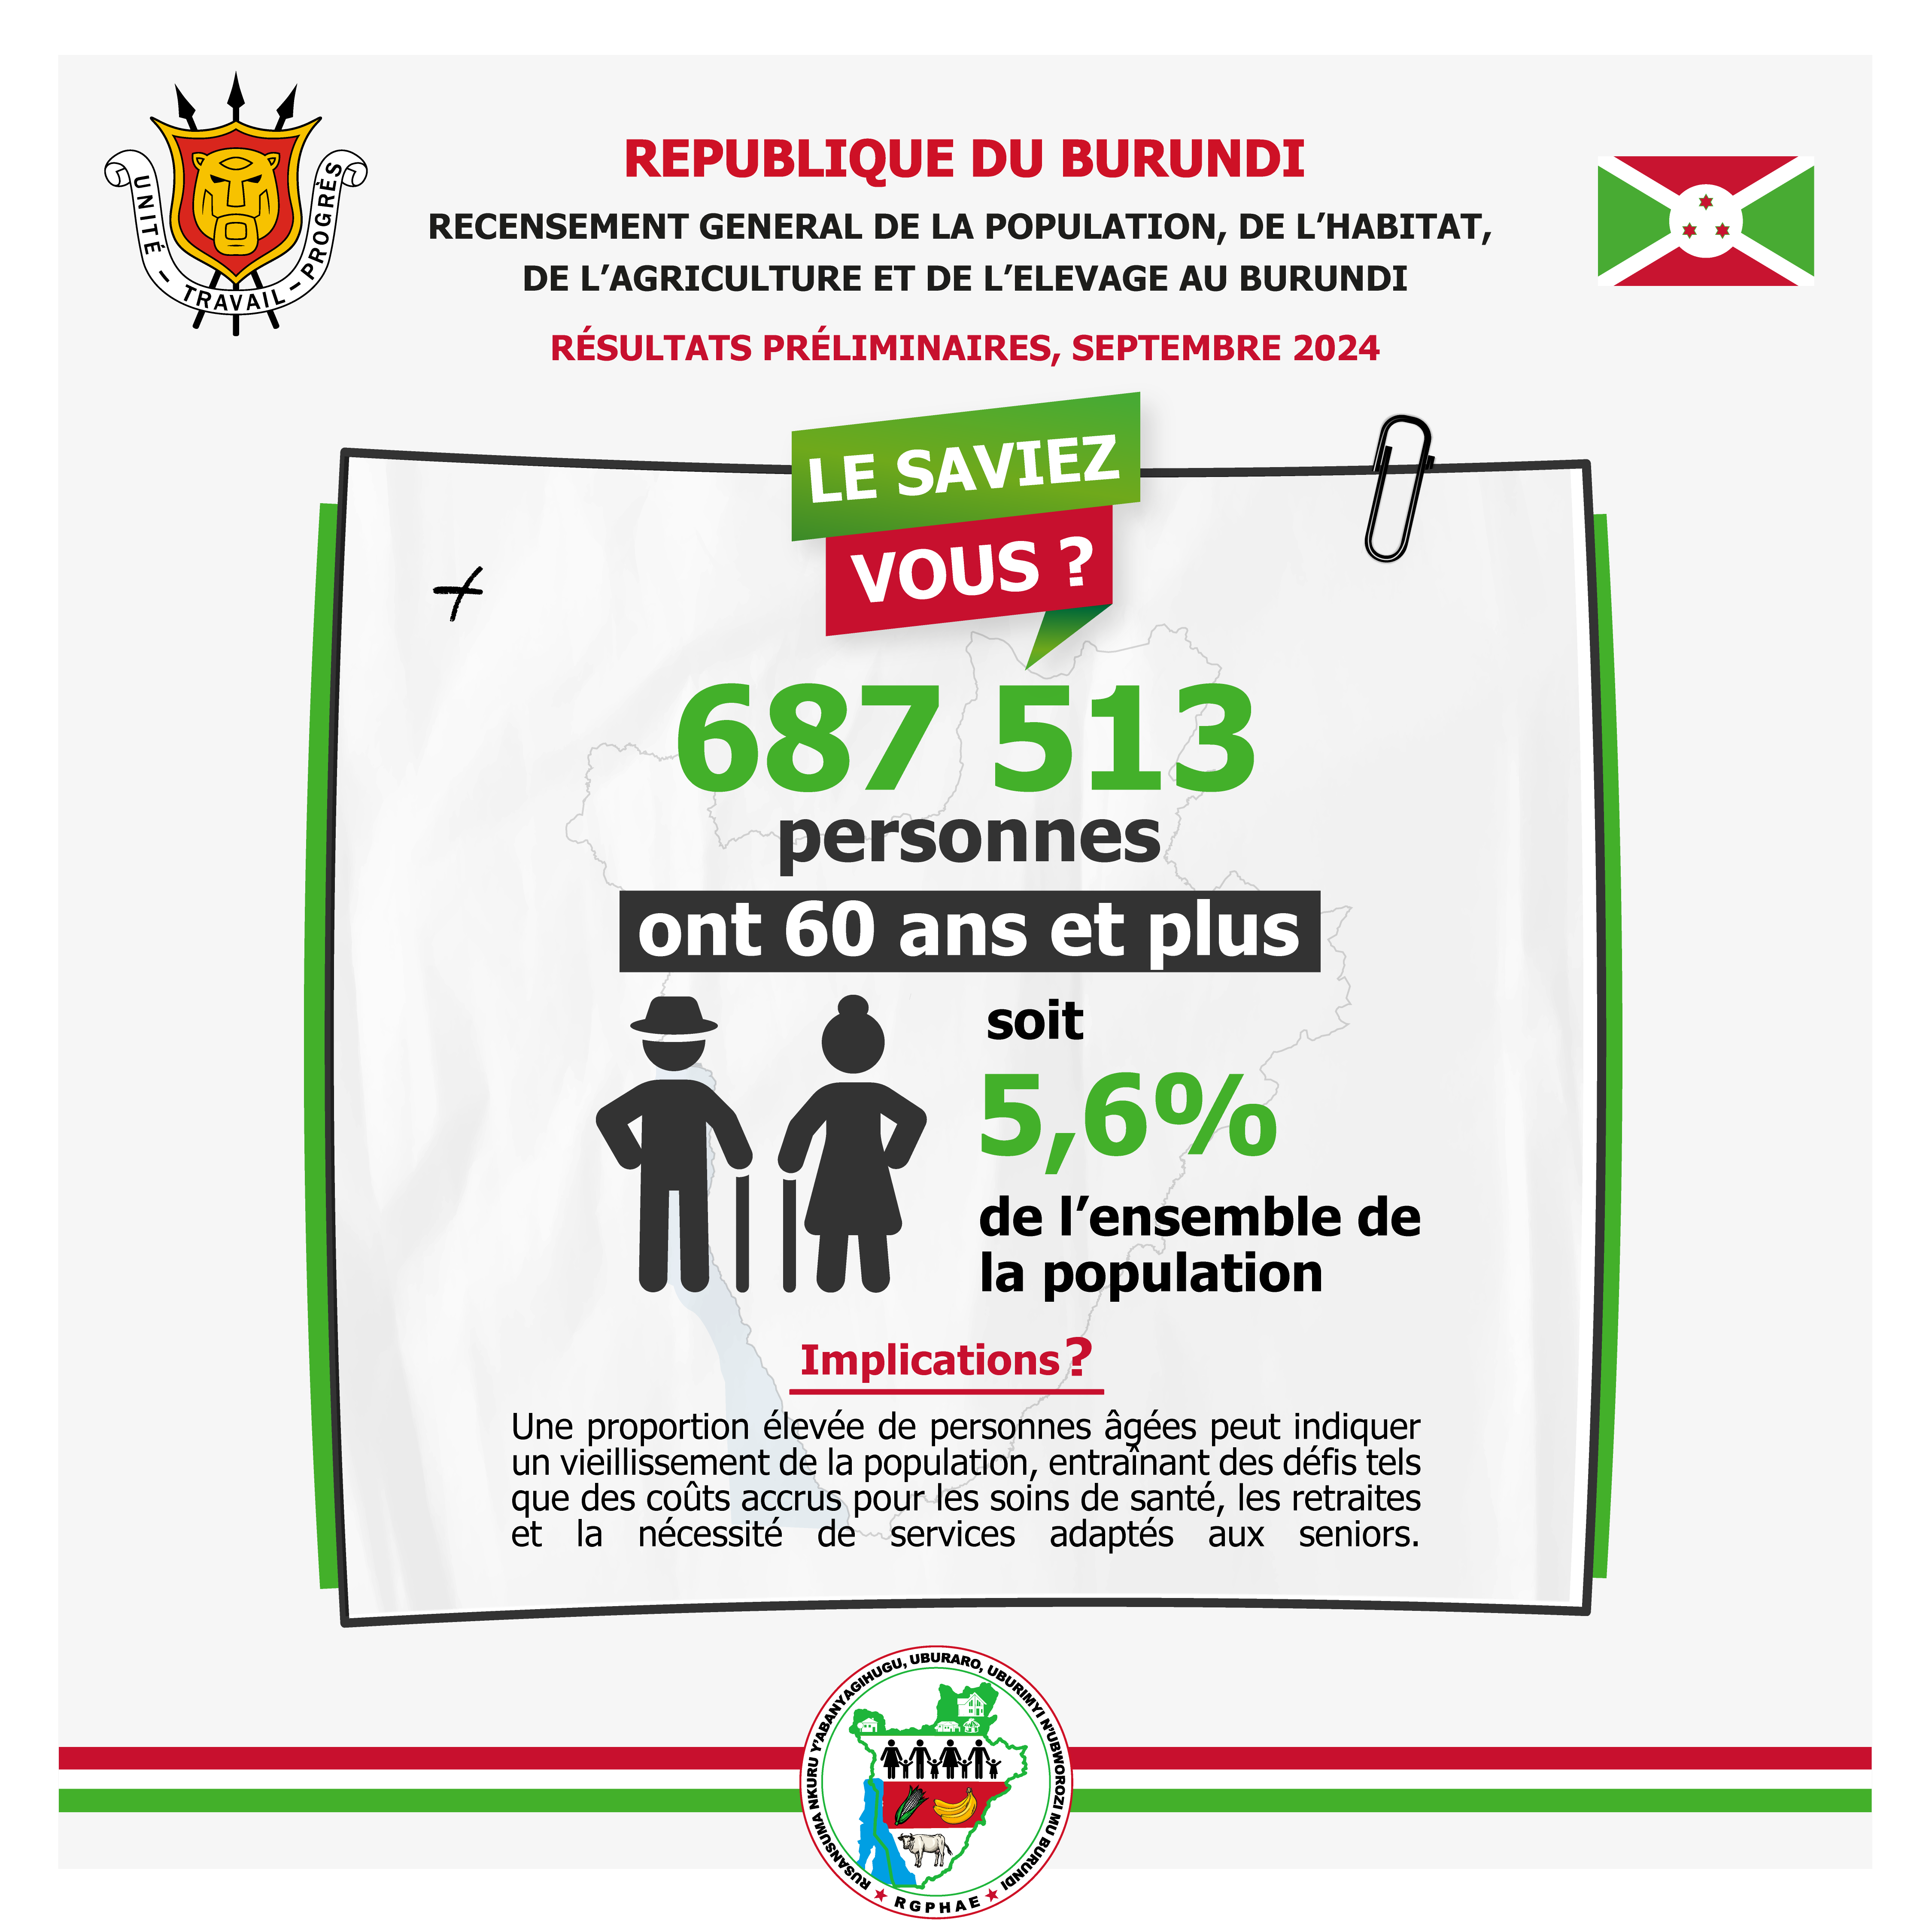 UNITÉ – TRAVAIL – PROGRÈS
REPUBLIQUE DU BURUNDI
RECENSEMENT GENERAL DE LA POPULATION, DE L’HABITAT,
DE L’AGRICULTURE ET DE L’ELEVAGE AU BURUNDI
RÉSULTATS PRÉLIMINAIRES, SEPTEMBRE 2024
LE SAVIEZ
VOUS ?
687 513
personnes
ont 60 ans et plus
soit
5,6%
de l’ensemble de
la population
Implications?
Une proportion élevée de personnes âgées peut indiquer
un vieillissement de la population, entraînant des défis tels
que des coûts accrus pour les soins de santé, les retraites
et la nécessité de services adaptés aux seniors.
RUSANSUMA NKURU Y'ABANYAGIHUGU, UBURARO, UBURIMYI N'UBWOROZI MU BURUNDI
RGPHAE